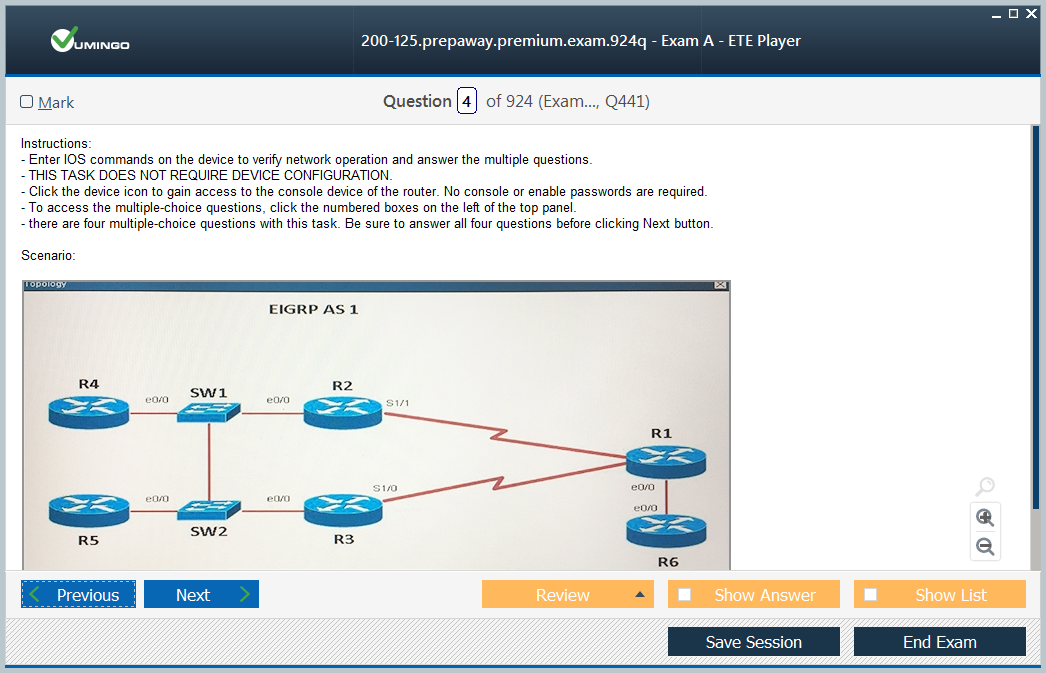 VUMINGO
200-125.prepaway.premium.exam.924q - Exam A - ETE Player
Mark
Question 4 of 924 (Exam..., Q441)
Instructions:
- Enter IOS commands on the device to verify network operation and answer the multiple questions.
- THIS TASK DOES NOT REQUIRE DEVICE CONFIGURATION.
- Click the device icon to gain access to the console device of the router. No console or enable passwords are required.
- To access the multiple-choice questions, click the numbered boxes on the left of the top panel.
- there are four multiple-choice questions with this task. Be sure to answer all four questions before clicking Next button.
Scenario:
Topology
EIGRP AS 1
R4
e0/0
SW1
e0/0
R2
S1/1
R1
e0/0
e0/0
R6
R5
e0/0
SW2
e0/0
R3
S1/0
Previous
Next
Review
Show Answer
Show List
Save Session
End Exam